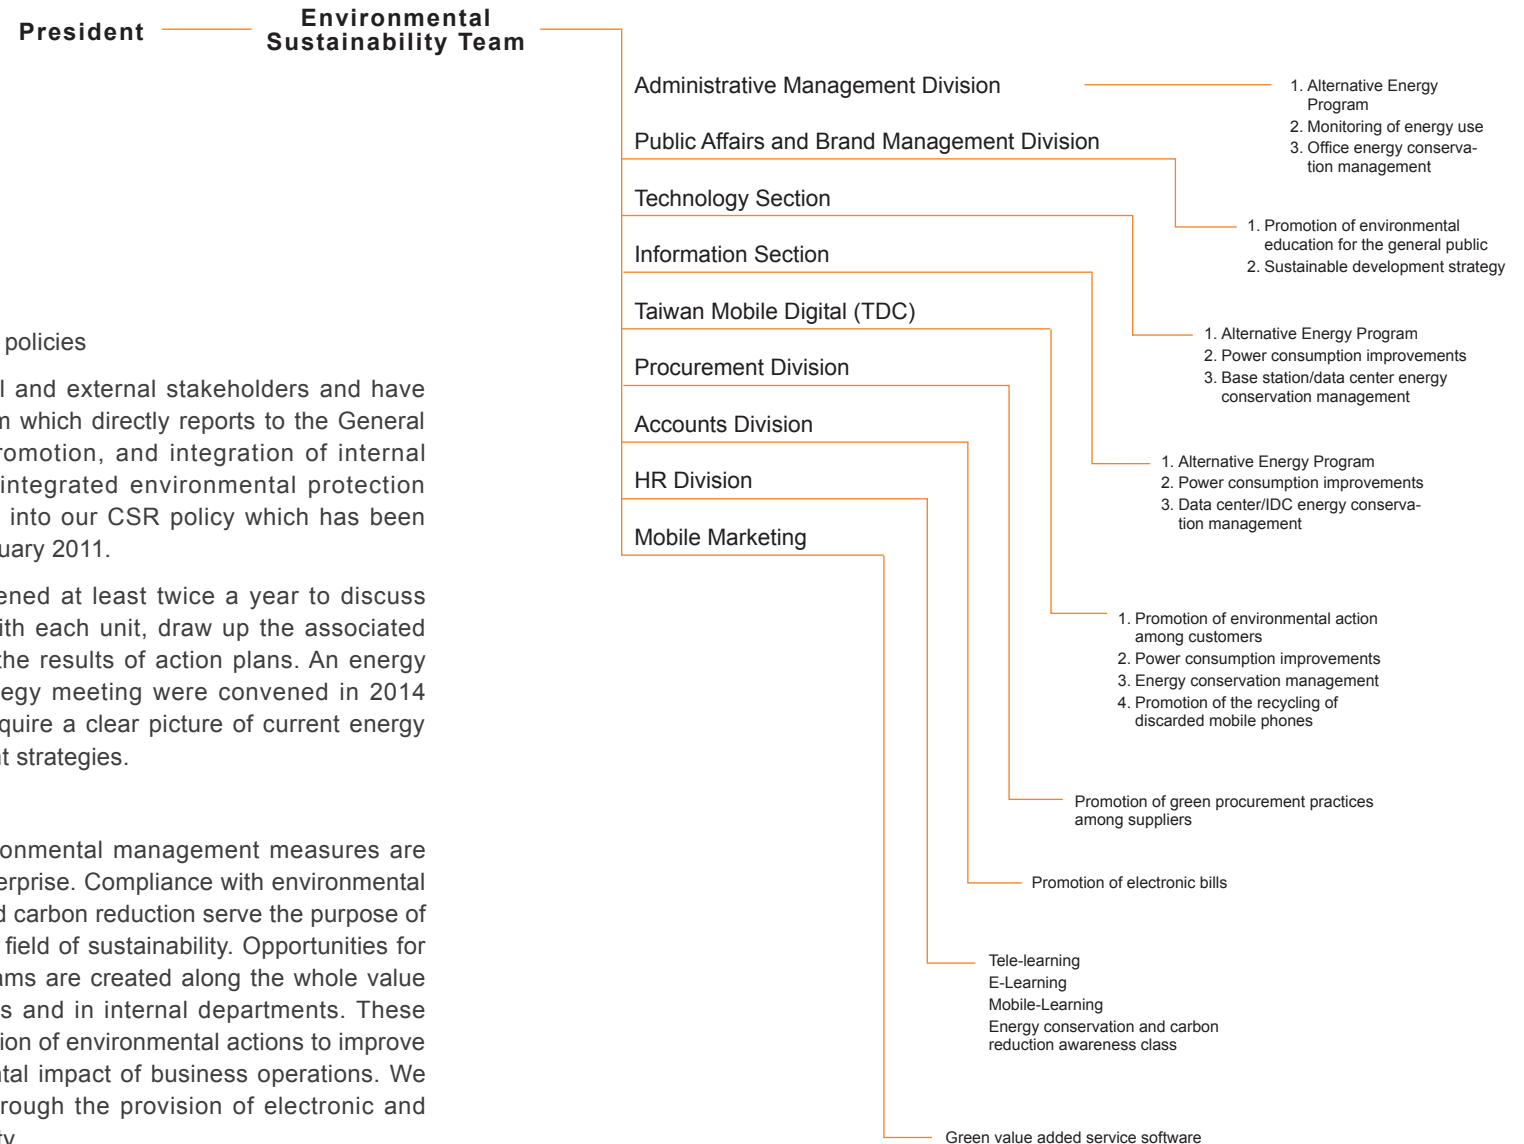 President
Environmental
Sustainability Team
Administrative Management Division
Public Affairs and Brand Management Division
Technology Section
Information Section
Taiwan Mobile Digital (TDC)
Procurement Division
Accounts Division
HR Division
Mobile Marketing
1. Alternative Energy
Program
2. Monitoring of energy use
3. Office energy conserva-
tion management
1. Promotion of environmental
education for the general public
2. Sustainable development strategy
1. Alternative Energy Program
2. Power consumption improvements
3. Base station/data center energy
conservation management
1. Alternative Energy Program
2. Power consumption improvements
3. Data center/IDC energy conserva-
tion management
1. Promotion of environmental action
among customers
2. Power consumption improvements
3. Energy conservation management
4. Promotion of the recycling of
discarded mobile phones
Promotion of green procurement practices
among suppliers
Promotion of electronic bills
Tele-learning
E-Learning
Mobile-Learning
Energy conservation and carbon
reduction awareness class
Green value added service software
policies
l and external stakeholders and have
m which directly reports to the General
romotion, and integration of internal
integrated environmental protection
into our CSR policy which has been
uary 2011.
ened at least twice a year to discuss
ith each unit, draw up the associated
the results of action plans. An energy
tegy meeting were convened in 2014
quire a clear picture of current energy
nt strategies.
onmental management measures are
erprise. Compliance with environmental
d carbon reduction serve the purpose of
field of sustainability. Opportunities for
ams are created along the whole value
s and in internal departments. These
tion of environmental actions to improve
ntal impact of business operations. We
rough the provision of electronic and